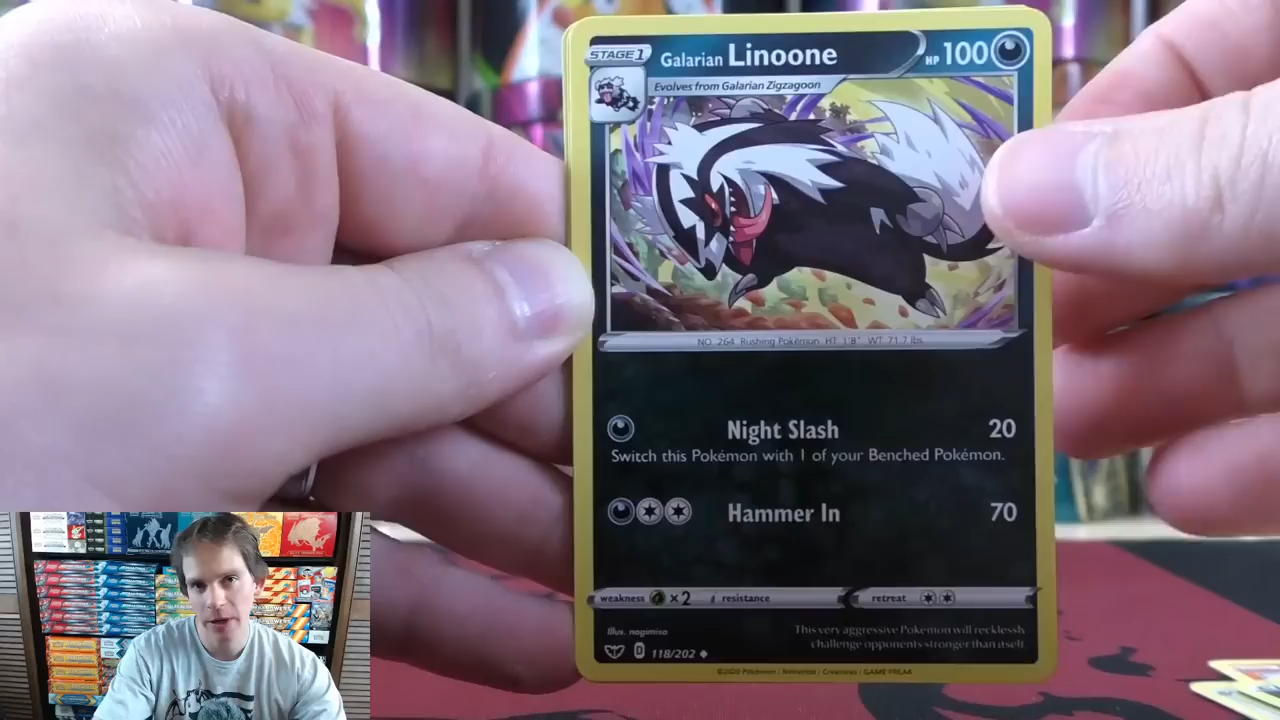 STAGE 1 Galarian Linoone HP 100
Evolves from Galarian Zigzagoon
NO. 264 Rushing Pokémon HT 1'8" WT 71.7 lbs.
Night Slash 20
Switch this Pokémon with 1 of your Benched Pokémon.
Hammer In 70
weakness ×2 resistance retreat
Illus. nagimiso
D 118/202
This very aggressive Pokémon will recklessly
challenge opponents stronger than itself.
©2020 Pokémon / Nintendo / Creatures / GAME FREAK